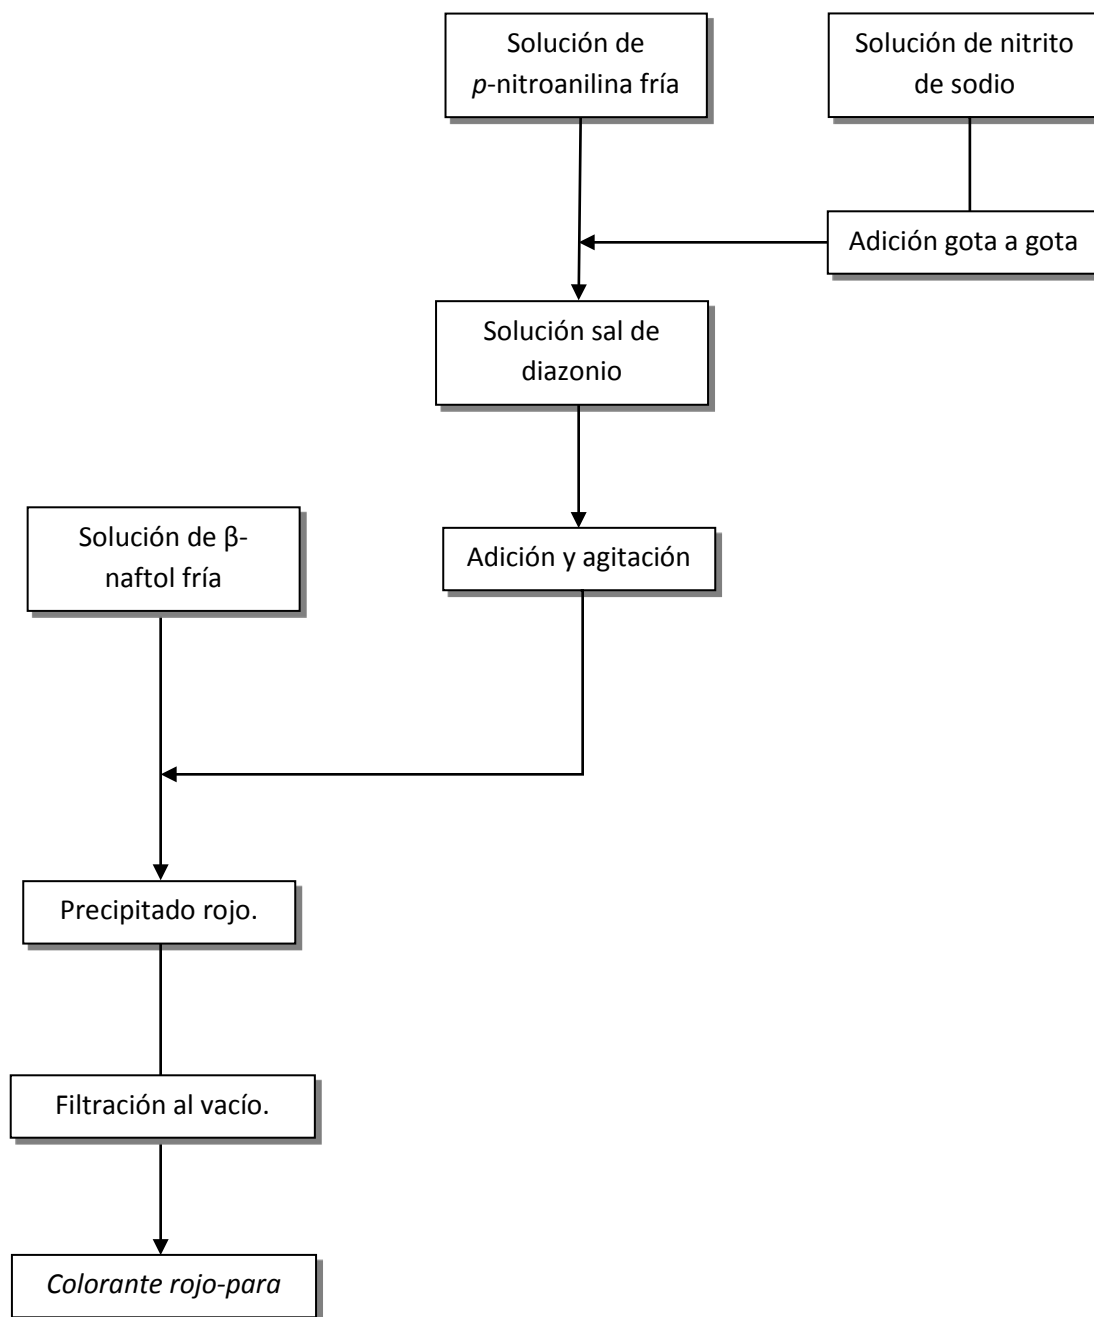 Solución de
p-nitroanilina fría
Solución de nitrito
de sodio
Adición gota a gota
Solución sal de
diazonio
Solución de β-
naftol fría
Adición y agitación
Precipitado rojo.
Filtración al vacío.
Colorante rojo-para